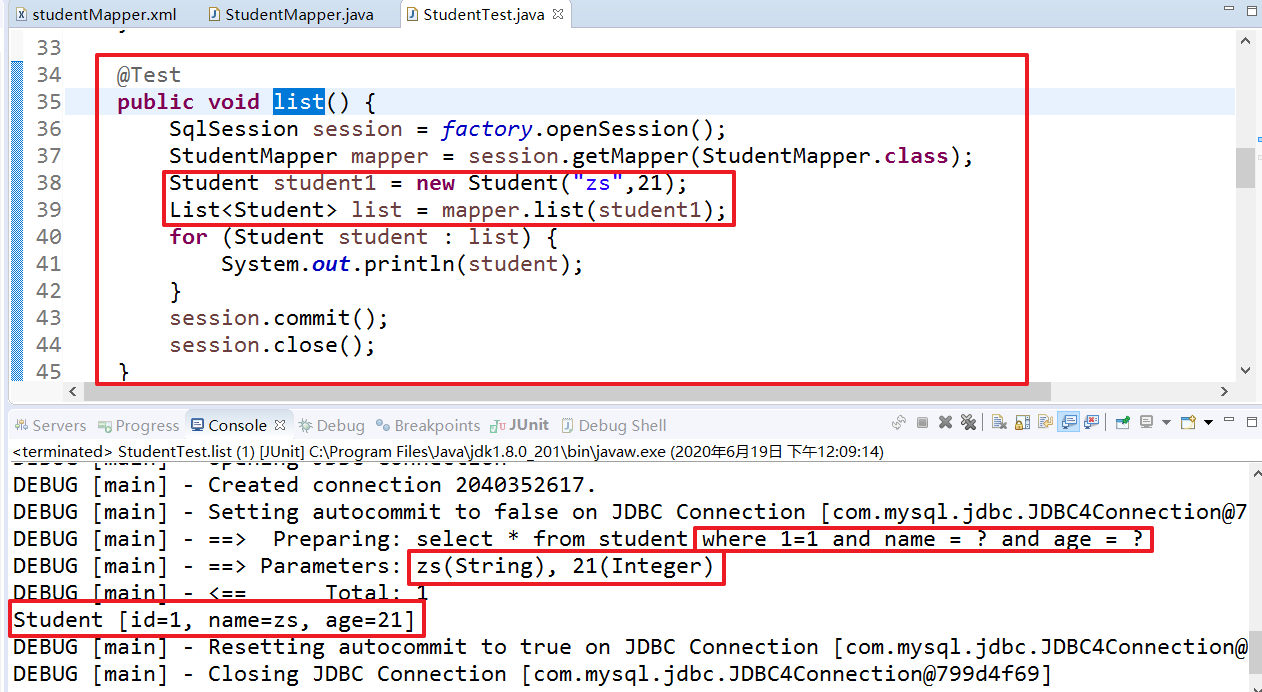 studentMapper.xml StudentMapper.java StudentTest.java
33
34 @Test
35 public void list() {
36 SqlSession session = factory.openSession();
37 StudentMapper mapper = session.getMapper(StudentMapper.class);
38 Student student1 = new Student("zs",21);
39 List<Student> list = mapper.list(student1);
40 for (Student student : list) {
41 System.out.println(student);
42 }
43 session.commit();
44 session.close();
45 }
Servers Progress Console Debug Breakpoints JUnit Debug Shell
<terminated> StudentTest.list (1) [JUnit] C:\Program Files\Java\jdk1.8.0_201\bin\javaw.exe (2020年6月19日 下午12:09:14)
DEBUG [main] - Opening JDBC Connection
DEBUG [main] - Created connection 2040352617.
DEBUG [main] - Setting autocommit to false on JDBC Connection [com.mysql.jdbc.JDBC4Connection@7
DEBUG [main] - ==>  Preparing: select * from student where 1=1 and name = ? and age = ?
DEBUG [main] - ==> Parameters: zs(String), 21(Integer)
DEBUG [main] - <==      Total: 1
Student [id=1, name=zs, age=21]
DEBUG [main] - Resetting autocommit to true on JDBC Connection [com.mysql.jdbc.JDBC4Connection@
DEBUG [main] - Closing JDBC Connection [com.mysql.jdbc.JDBC4Connection@799d4f69]